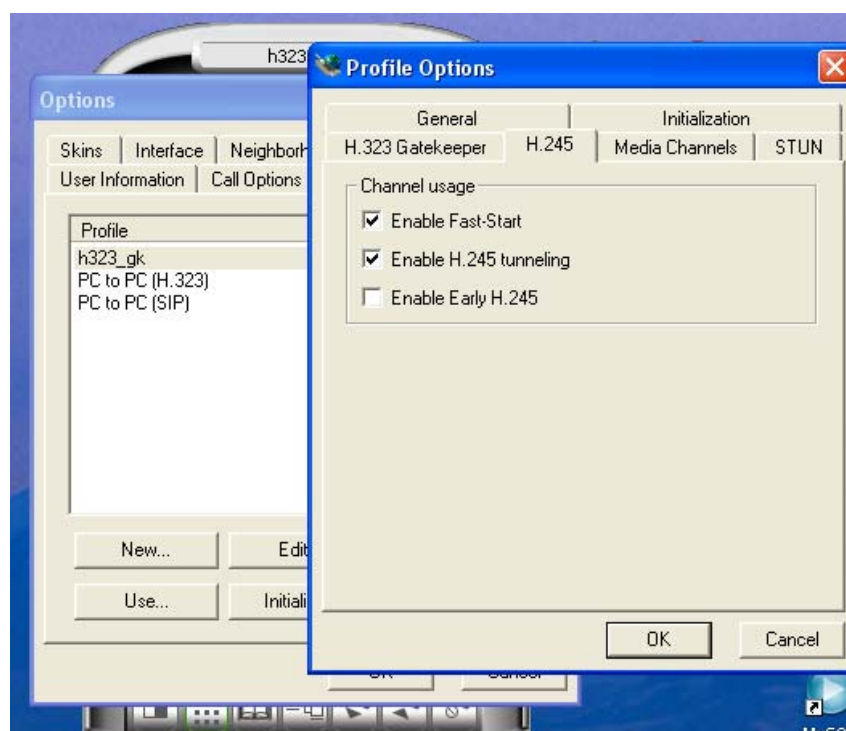 h323
Profile Options
Options
General Initialization
H.323 Gatekeeper H.245 Media Channels STUN
Skins Interface Neighborh
User Information Call Options
Channel usage
Enable Fast-Start
Enable H.245 tunneling
Enable Early H.245
Profile
h323_gk
PC to PC (H.323)
PC to PC (SIP)
New... Edit
Use... Initiali
OK Cancel